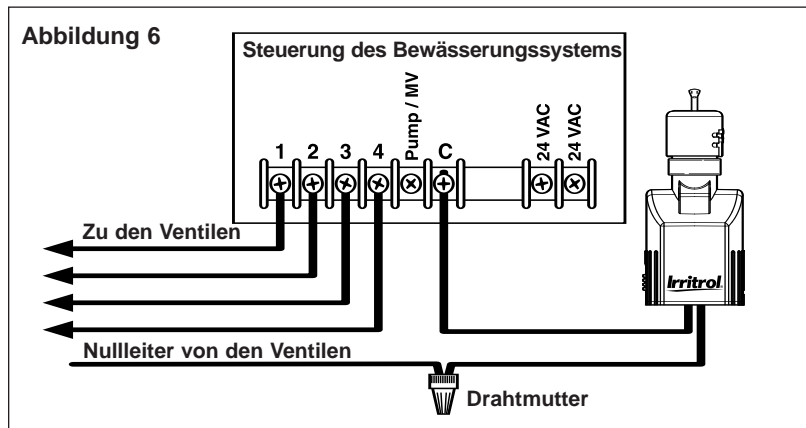 Abbildung 6
Steuerung des Bewässerungssystems
Pump / MV
24 VAC
24 VAC
1 2 3 4 C
Zu den Ventilen
Irritrol
Nullleiter von den Ventilen
Drahtmutter